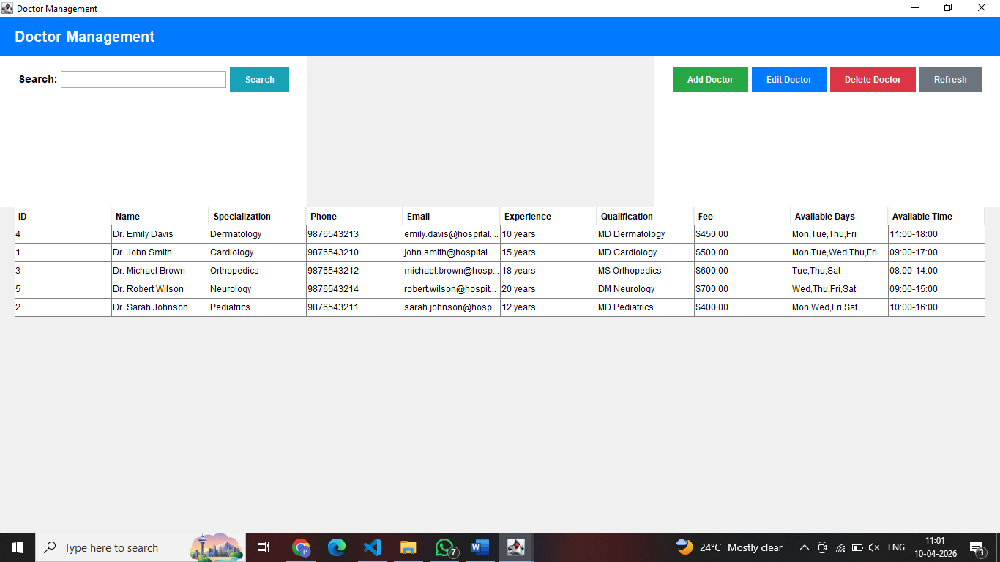 Doctor Management
Doctor Management
Search: Search Add Doctor Edit Doctor Delete Doctor Refresh
ID Name Specialization Phone Email Experience Qualification Fee Available Days Available Time
4 Dr. Emily Davis Dermatology 9876543213 emily.davis@hospital.... 10 years MD Dermatology $450.00 Mon,Tue,Thu,Fri 11:00-18:00
1 Dr. John Smith Cardiology 9876543210 john.smith@hospital.... 15 years MD Cardiology $500.00 Mon,Tue,Wed,Thu,Fri 09:00-17:00
3 Dr. Michael Brown Orthopedics 9876543212 michael.brown@hosp... 18 years MS Orthopedics $600.00 Tue,Thu,Sat 08:00-14:00
5 Dr. Robert Wilson Neurology 9876543214 robert.wilson@hospit... 20 years DM Neurology $700.00 Wed,Thu,Fri,Sat 09:00-15:00
2 Dr. Sarah Johnson Pediatrics 9876543211 sarah.johnson@hosp... 12 years MD Pediatrics $400.00 Mon,Wed,Fri,Sat 10:00-16:00
Type here to search P 7 W 24°C Mostly clear ENG 11:01
10-04-2026 3